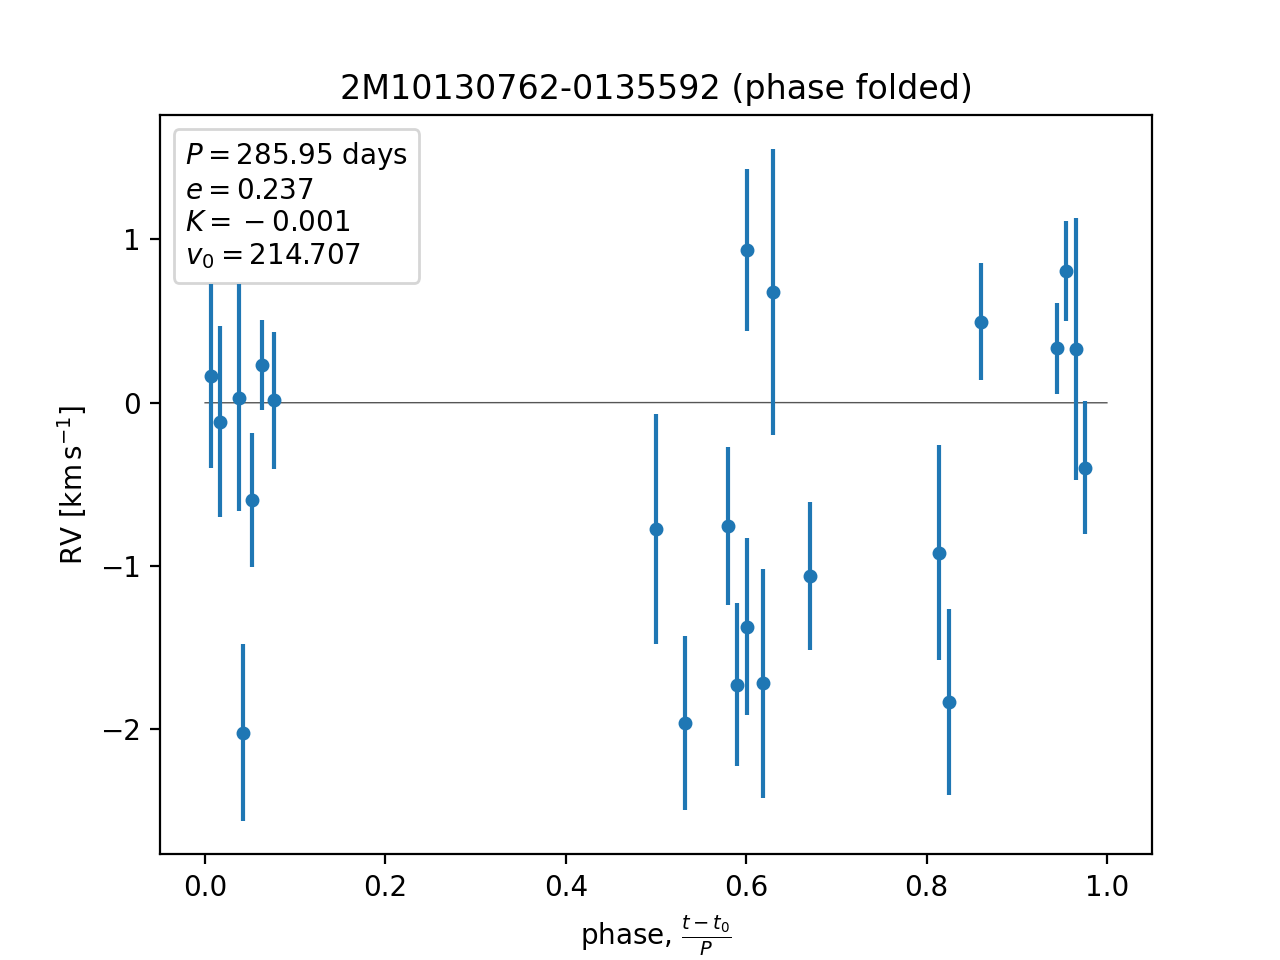 2M10130762-0135592 (phase folded)
P = 285.95 days
e = 0.237
K = −0.001
v₀ = 214.707
1
0
−1
−2
RV [km s⁻¹]
0.0 0.2 0.4 0.6 0.8 1.0
phase, (t − t₀)/P